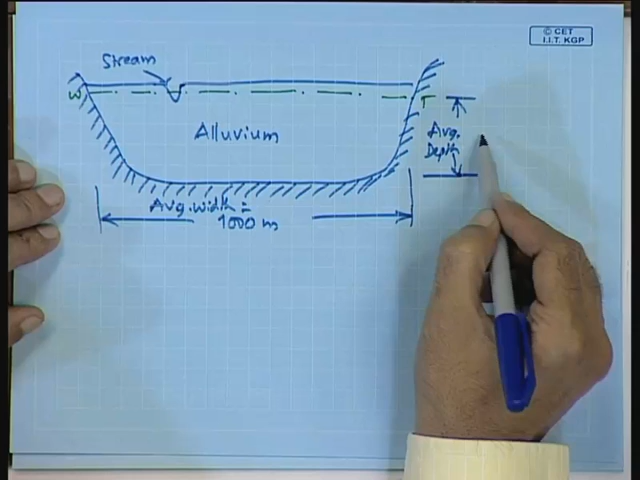 © CET
I.I.T. KGP
Stream
W
T
Alluvium
Avg.
Depth
Avg. width =
1000 m